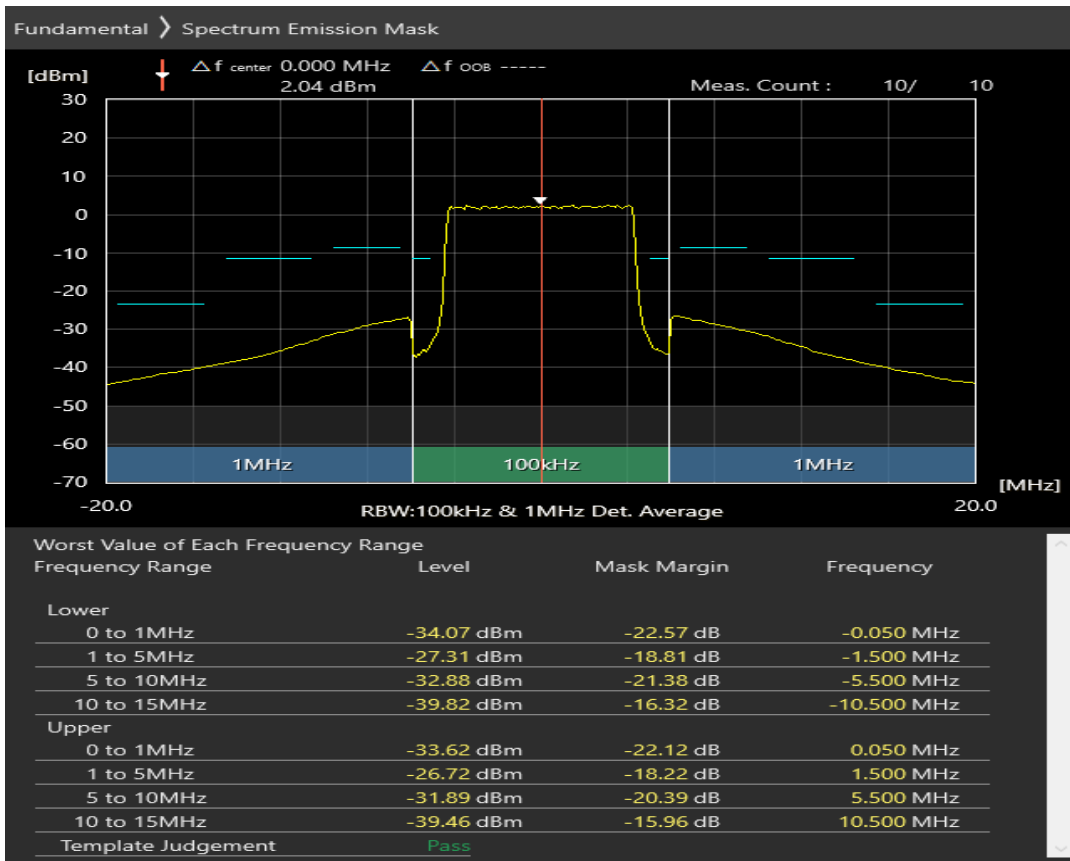 Fundamental ❯ Spectrum Emission Mask
△f center 0.000 MHz △f OOB -----
[dBm]
2.04 dBm Meas. Count : 10/ 10
30
20
10
0
-10
-20
-30
-40
-50
-60
1MHz 100kHz 1MHz
-70
[MHz]
-20.0 RBW:100kHz & 1MHz Det. Average 20.0
Worst Value of Each Frequency Range
Frequency Range Level Mask Margin Frequency
Lower
0 to 1MHz -34.07 dBm -22.57 dB -0.050 MHz
1 to 5MHz -27.31 dBm -18.81 dB -1.500 MHz
5 to 10MHz -32.88 dBm -21.38 dB -5.500 MHz
10 to 15MHz -39.82 dBm -16.32 dB -10.500 MHz
Upper
0 to 1MHz -33.62 dBm -22.12 dB 0.050 MHz
1 to 5MHz -26.72 dBm -18.22 dB 1.500 MHz
5 to 10MHz -31.89 dBm -20.39 dB 5.500 MHz
10 to 15MHz -39.46 dBm -15.96 dB 10.500 MHz
Template Judgement Pass